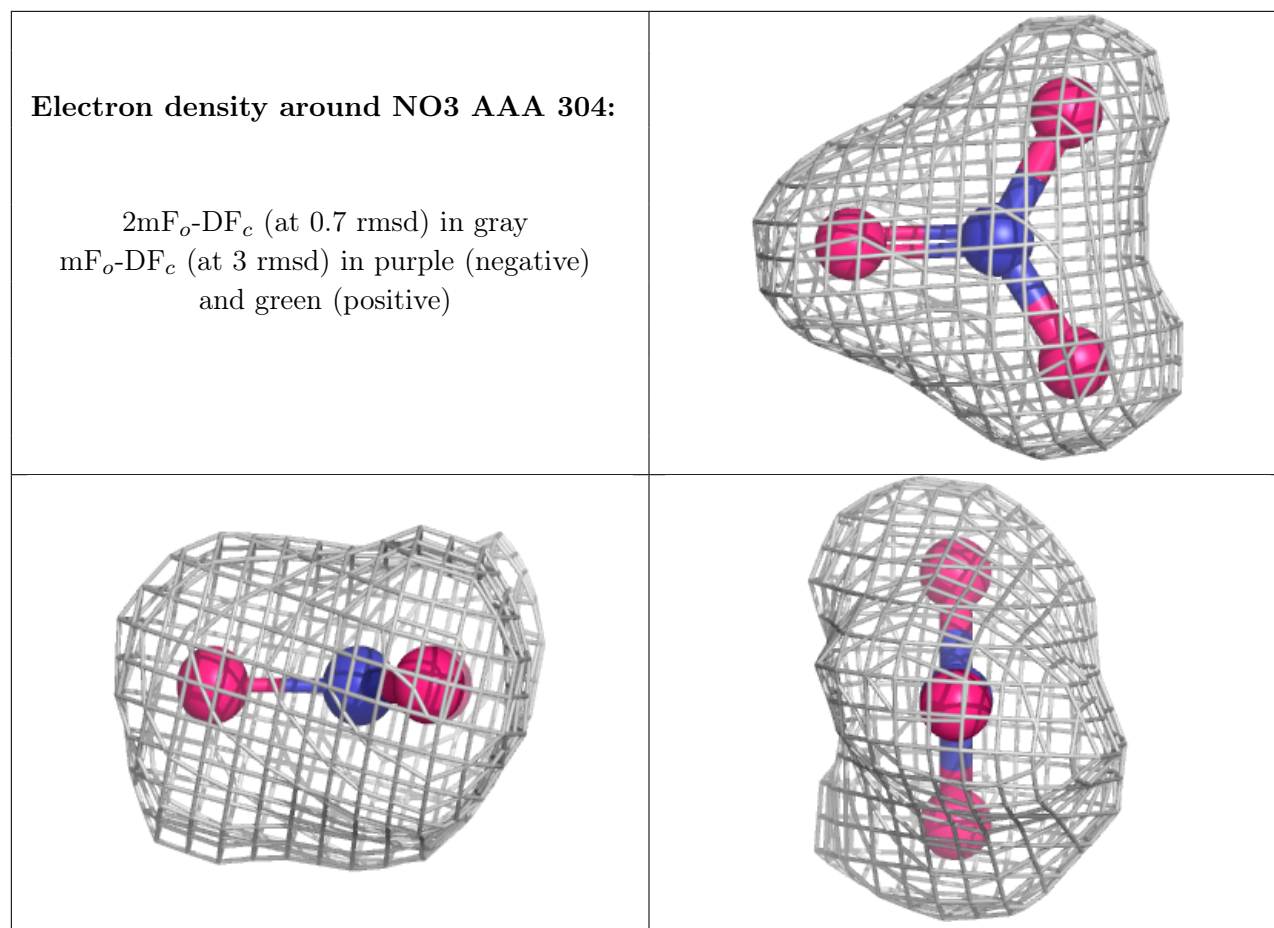 Electron density around NO3 AAA 304:
2mFo-DFc (at 0.7 rmsd) in gray
mFo-DFc (at 3 rmsd) in purple (negative)
and green (positive)